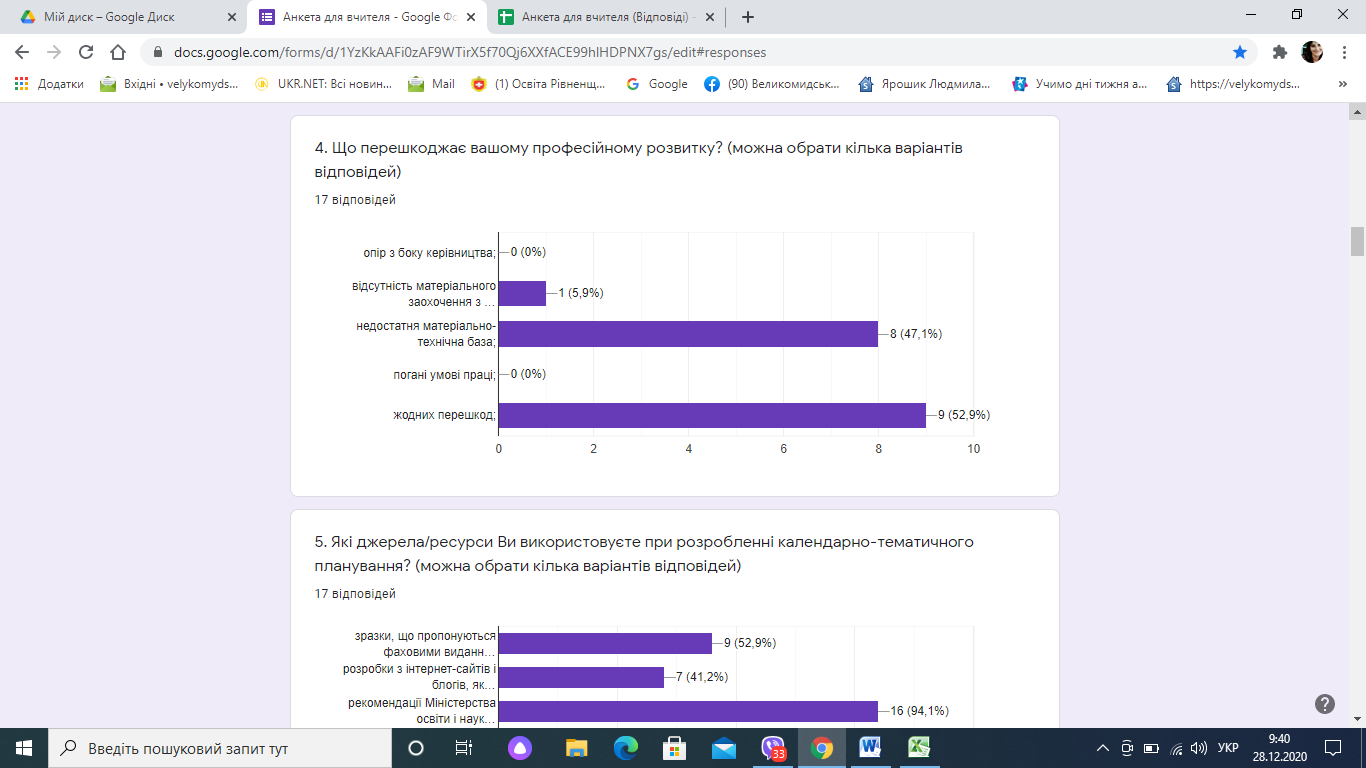 Мій диск – Google Диск
Анкета для вчителя - Google Фо
Анкета для вчителя (Відповіді) -
docs.google.com/forms/d/1YzKkAAFi0zAF9WTirX5f70Qj6XXfACE99hlHDPNX7gs/edit#responses
Додатки
Вхідні • velykomyds...
UKR.NET: Всі новин...
Mail
(1) Освіта Рівненщ...
Google
(90) Великомидськ...
Ярошик Людмила...
Учимо дні тижня а...
https://velykomyds...
4. Що перешкоджає вашому професійному розвитку? (можна обрати кілька варіантів
відповідей)
17 відповідей
опір з боку керівництва;
0 (0%)
відсутність матеріального
заохочення з …
1 (5,9%)
недостатня матеріально-
технічна база;
8 (47,1%)
погані умові праці;
0 (0%)
жодних перешкод;
9 (52,9%)
0 2 4 6 8 10
5. Які джерела/ресурси Ви використовуєте при розробленні календарно-тематичного
планування? (можна обрати кілька варіантів відповідей)
17 відповідей
зразки, що пропонуються
фаховими виданн…
9 (52,9%)
розробки з інтернет-сайтів і
блогів, як…
7 (41,2%)
рекомендації Міністерства
освіти і наук…
16 (94,1%)
Введіть пошуковий запит тут
33
УКР
9:40
28.12.2020